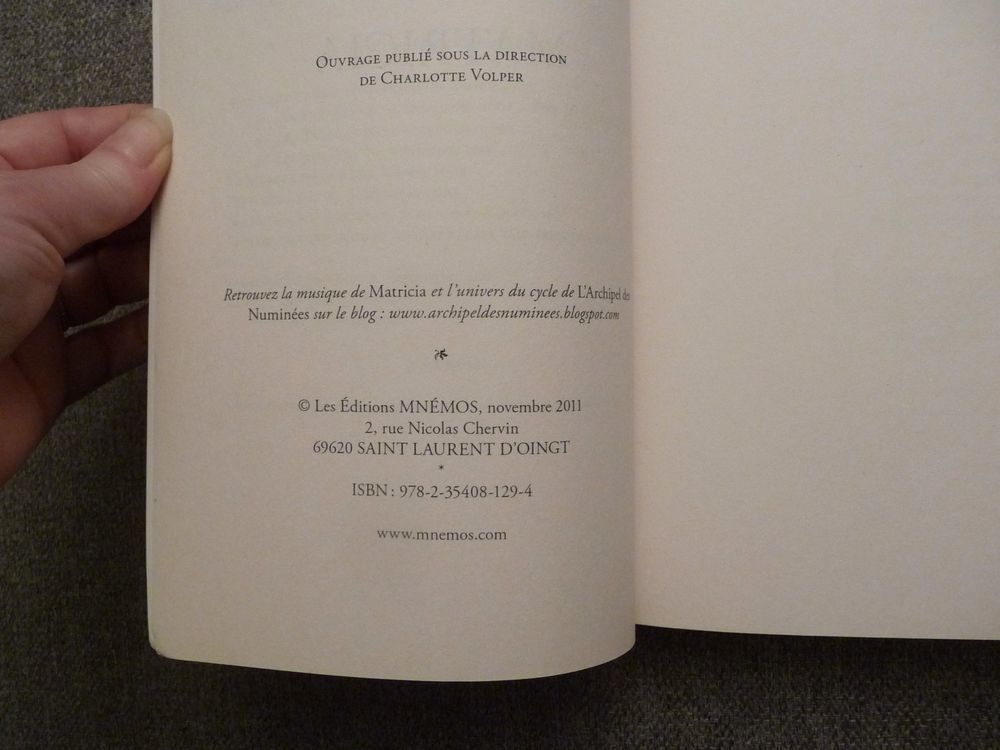 Ouvrage publié sous la direction
de Charlotte Volper
Retrouvez la musique de Matricia et l'univers du cycle de L'Archipel des
Numinées sur le blog : www.archipeldesnuminees.blogspot.com
© Les Éditions MNÉMOS, novembre 2011
2, rue Nicolas Chervin
69620 SAINT LAURENT D'OINGT
*
ISBN : 978-2-35408-129-4
www.mnemos.com